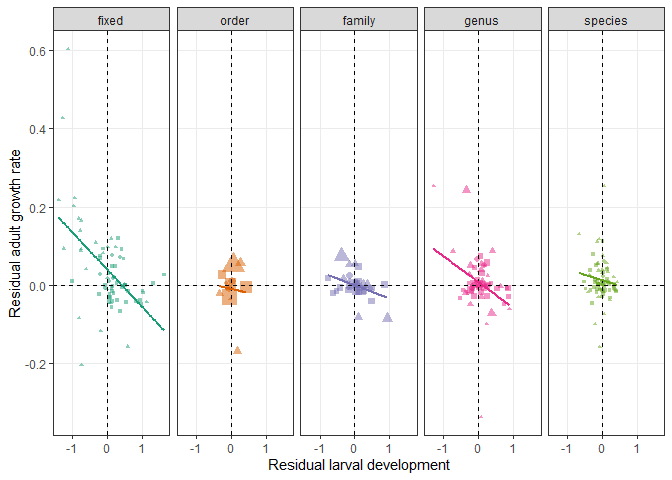 fixed order family genus species
0.6
0.4
0.2
0.0
-0.2
-1 0 1 -1 0 1 -1 0 1 -1 0 1 -1 0 1
Residual larval development
Residual adult growth rate